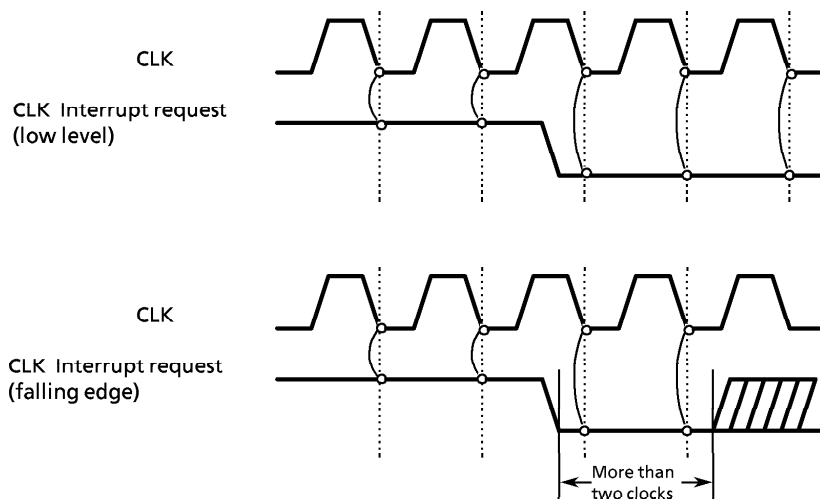 CLK
CLK Interrupt request
(low level)
CLK
CLK Interrupt request
(falling edge)
More than
two clocks